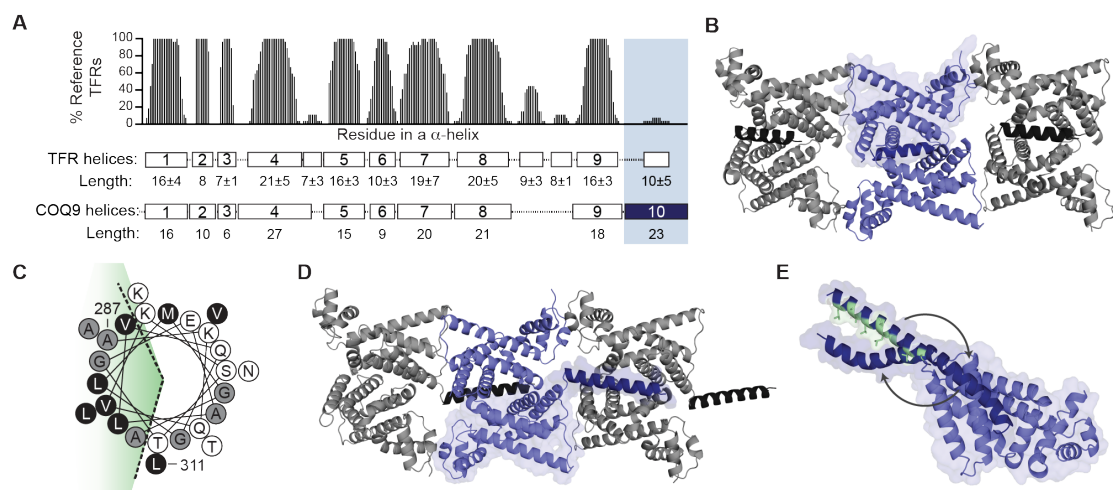 A
% Reference
TFRs
100
80
60
40
20
0
Residue in a α-helix
TFR helices: 1 2 3 4 5 6 7 8 9
Length: 16±4 8 7±1 21±5 7±3 16±3 10±3 19±7 20±5 9±3 8±1 16±3 10±5
COQ9 helices: 1 2 3 4 5 6 7 8 9 10
Length: 16 10 6 27 15 9 20 21 18 23
B
C
K
287 K M E V
A A V K
Q
G S N
L G
L V L A
A T G Q T
L 311
D
E